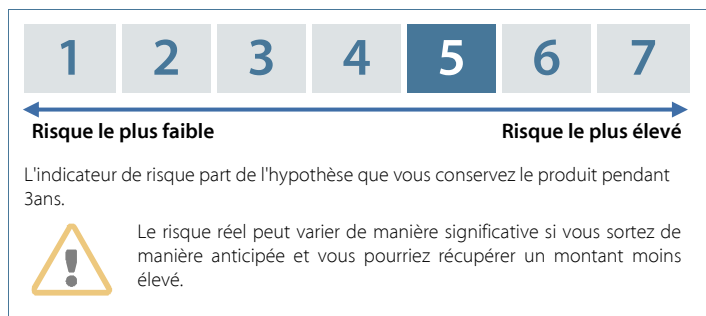 1 2 3 4 5 6 7
Risque le plus faible Risque le plus élevé
L'indicateur de risque part de l'hypothèse que vous conservez le produit pendant
3ans.
Le risque réel peut varier de manière significative si vous sortez de
manière anticipée et vous pourriez récupérer un montant moins
élevé.